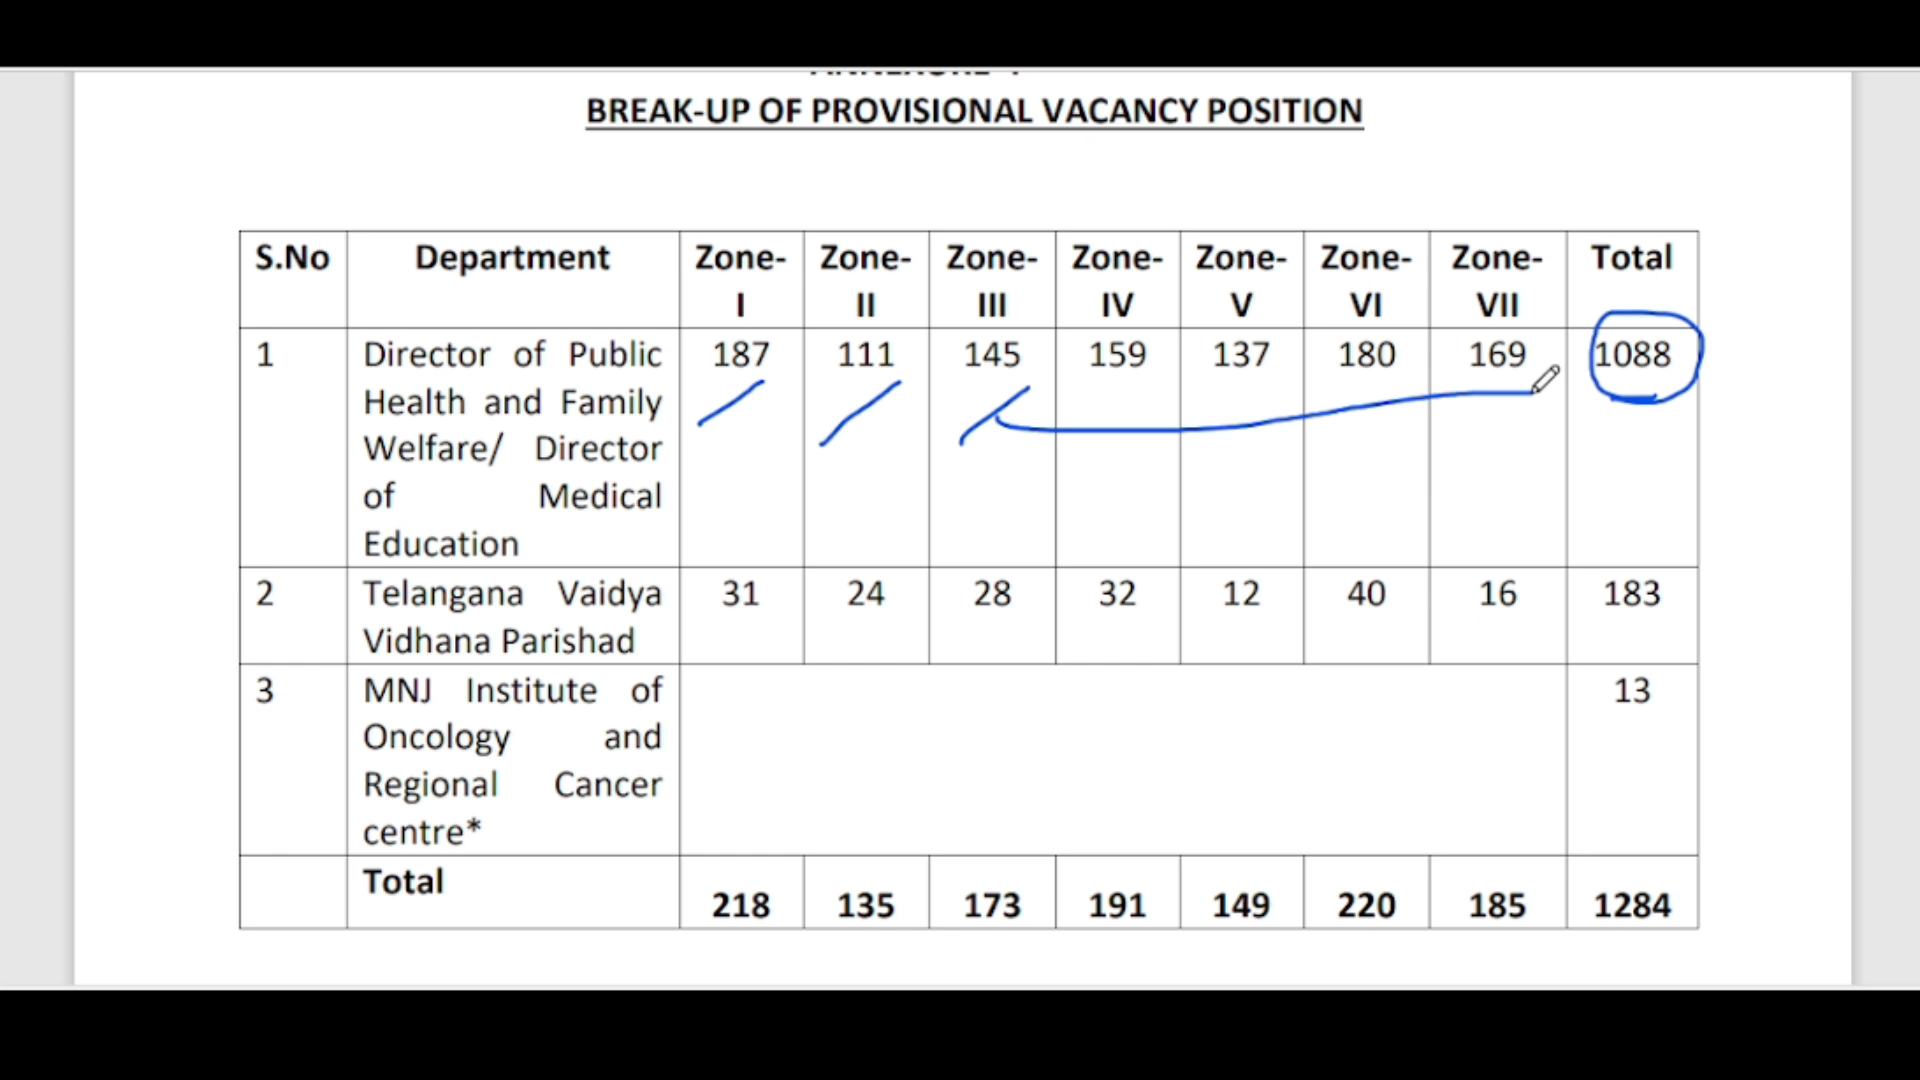 BREAK-UP OF PROVISIONAL VACANCY POSITION
S.No Department Zone-I Zone-II Zone-III Zone-IV Zone-V Zone-VI Zone-VII Total
1 Director of Public Health and Family Welfare/ Director of Medical Education 187 111 145 159 137 180 169 1088
2 Telangana Vaidya Vidhana Parishad 31 24 28 32 12 40 16 183
3 MNJ Institute of Oncology and Regional Cancer centre* 13
Total 218 135 173 191 149 220 185 1284